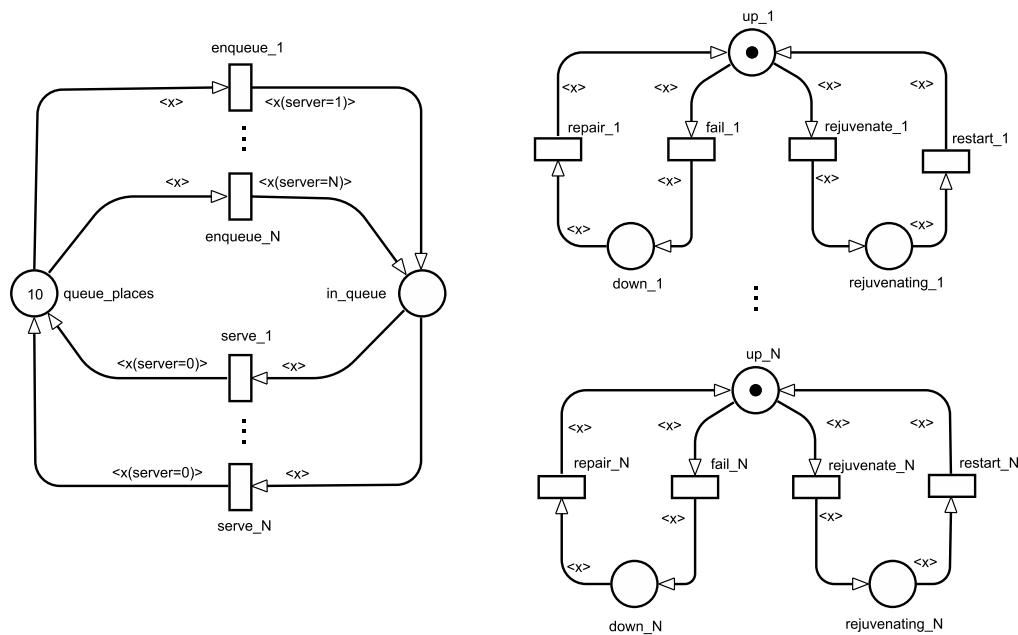 enqueue_1
<x>
<x(server=1)>
<x>
<x(server=N)>
enqueue_N
10
queue_places
in_queue
serve_1
<x(server=0)>
<x>
<x(server=0)>
<x>
serve_N
up_1
<x>
<x>
<x>
<x>
repair_1
fail_1
rejuvenate_1
restart_1
<x>
<x>
<x>
<x>
down_1
rejuvenating_1
up_N
<x>
<x>
<x>
<x>
repair_N
fail_N
rejuvenate_N
restart_N
<x>
<x>
<x>
<x>
down_N
rejuvenating_N